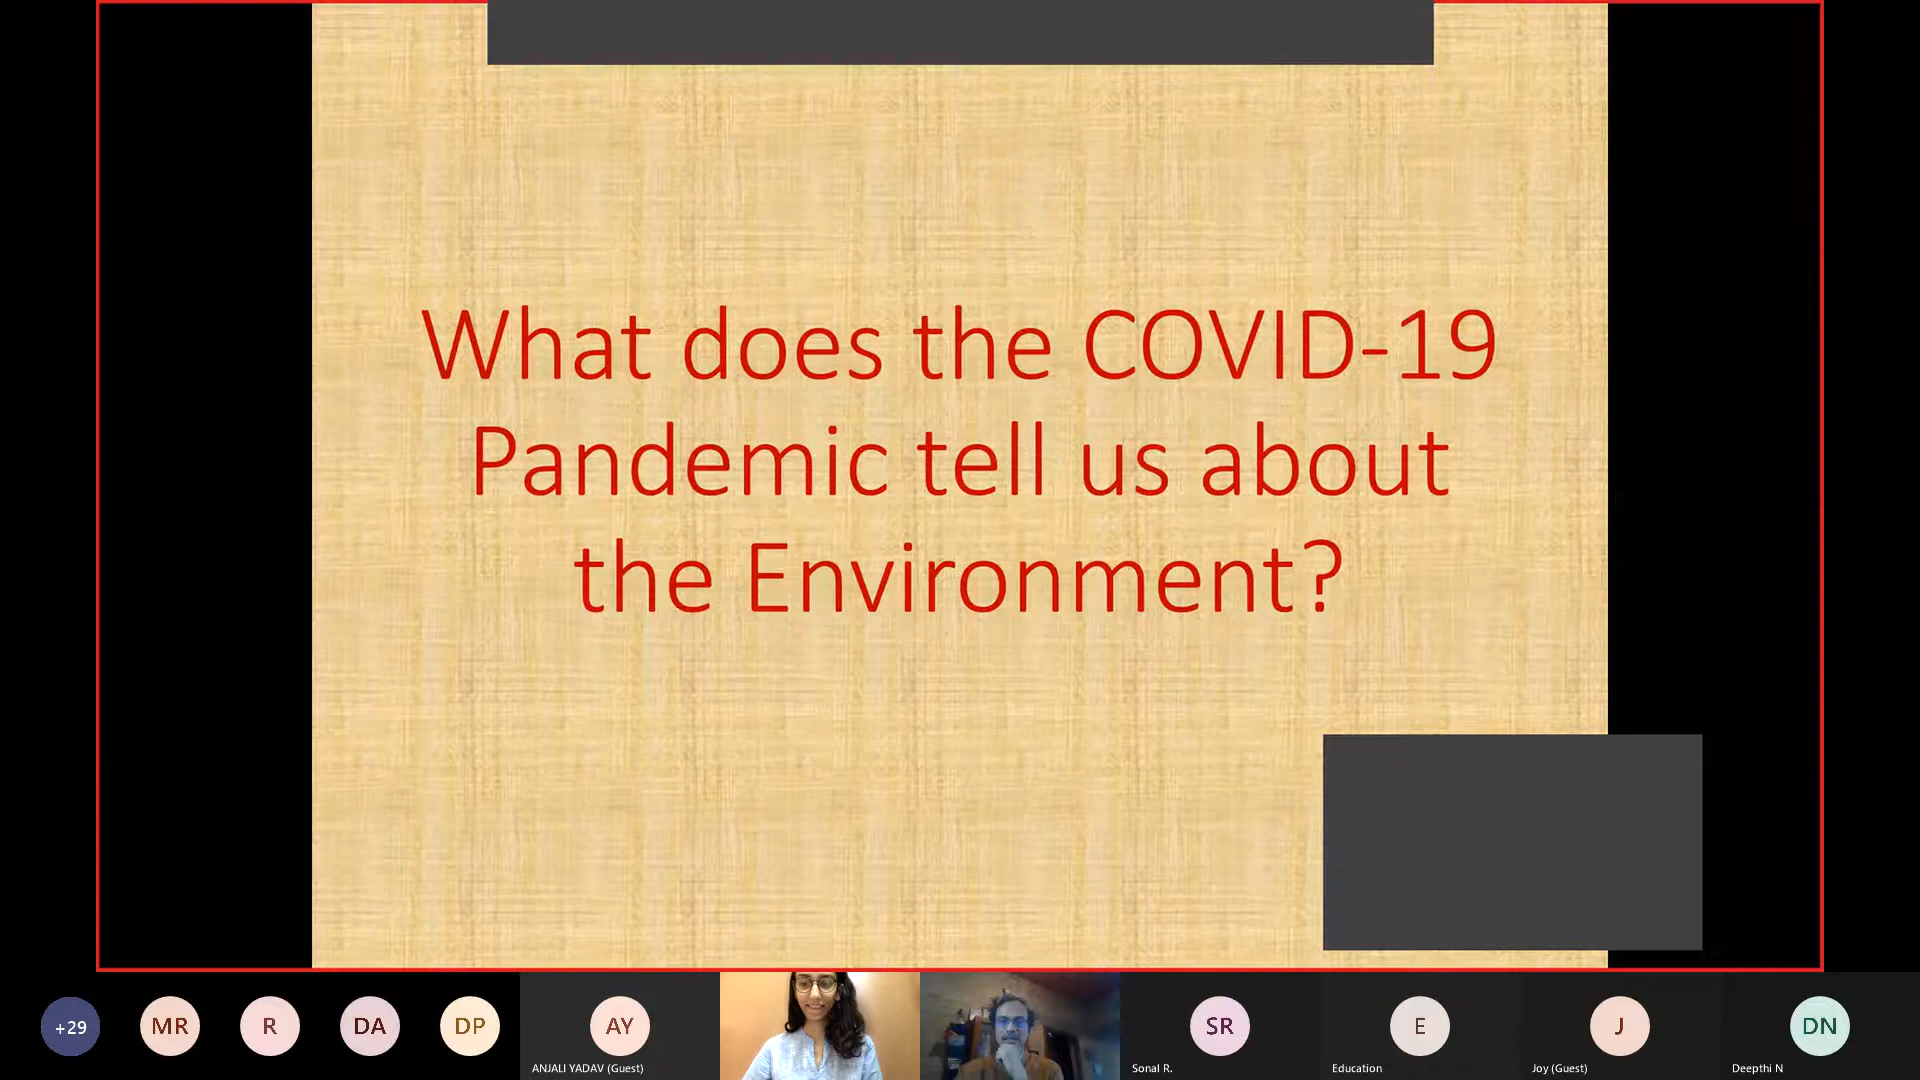 What does the COVID-19
Pandemic tell us about
the Environment?
+29
MR
R
DA
DP
AY
ANJALI YADAV (Guest)
SR
Sonal R.
E
Education
J
Joy (Guest)
DN
Deepthi N